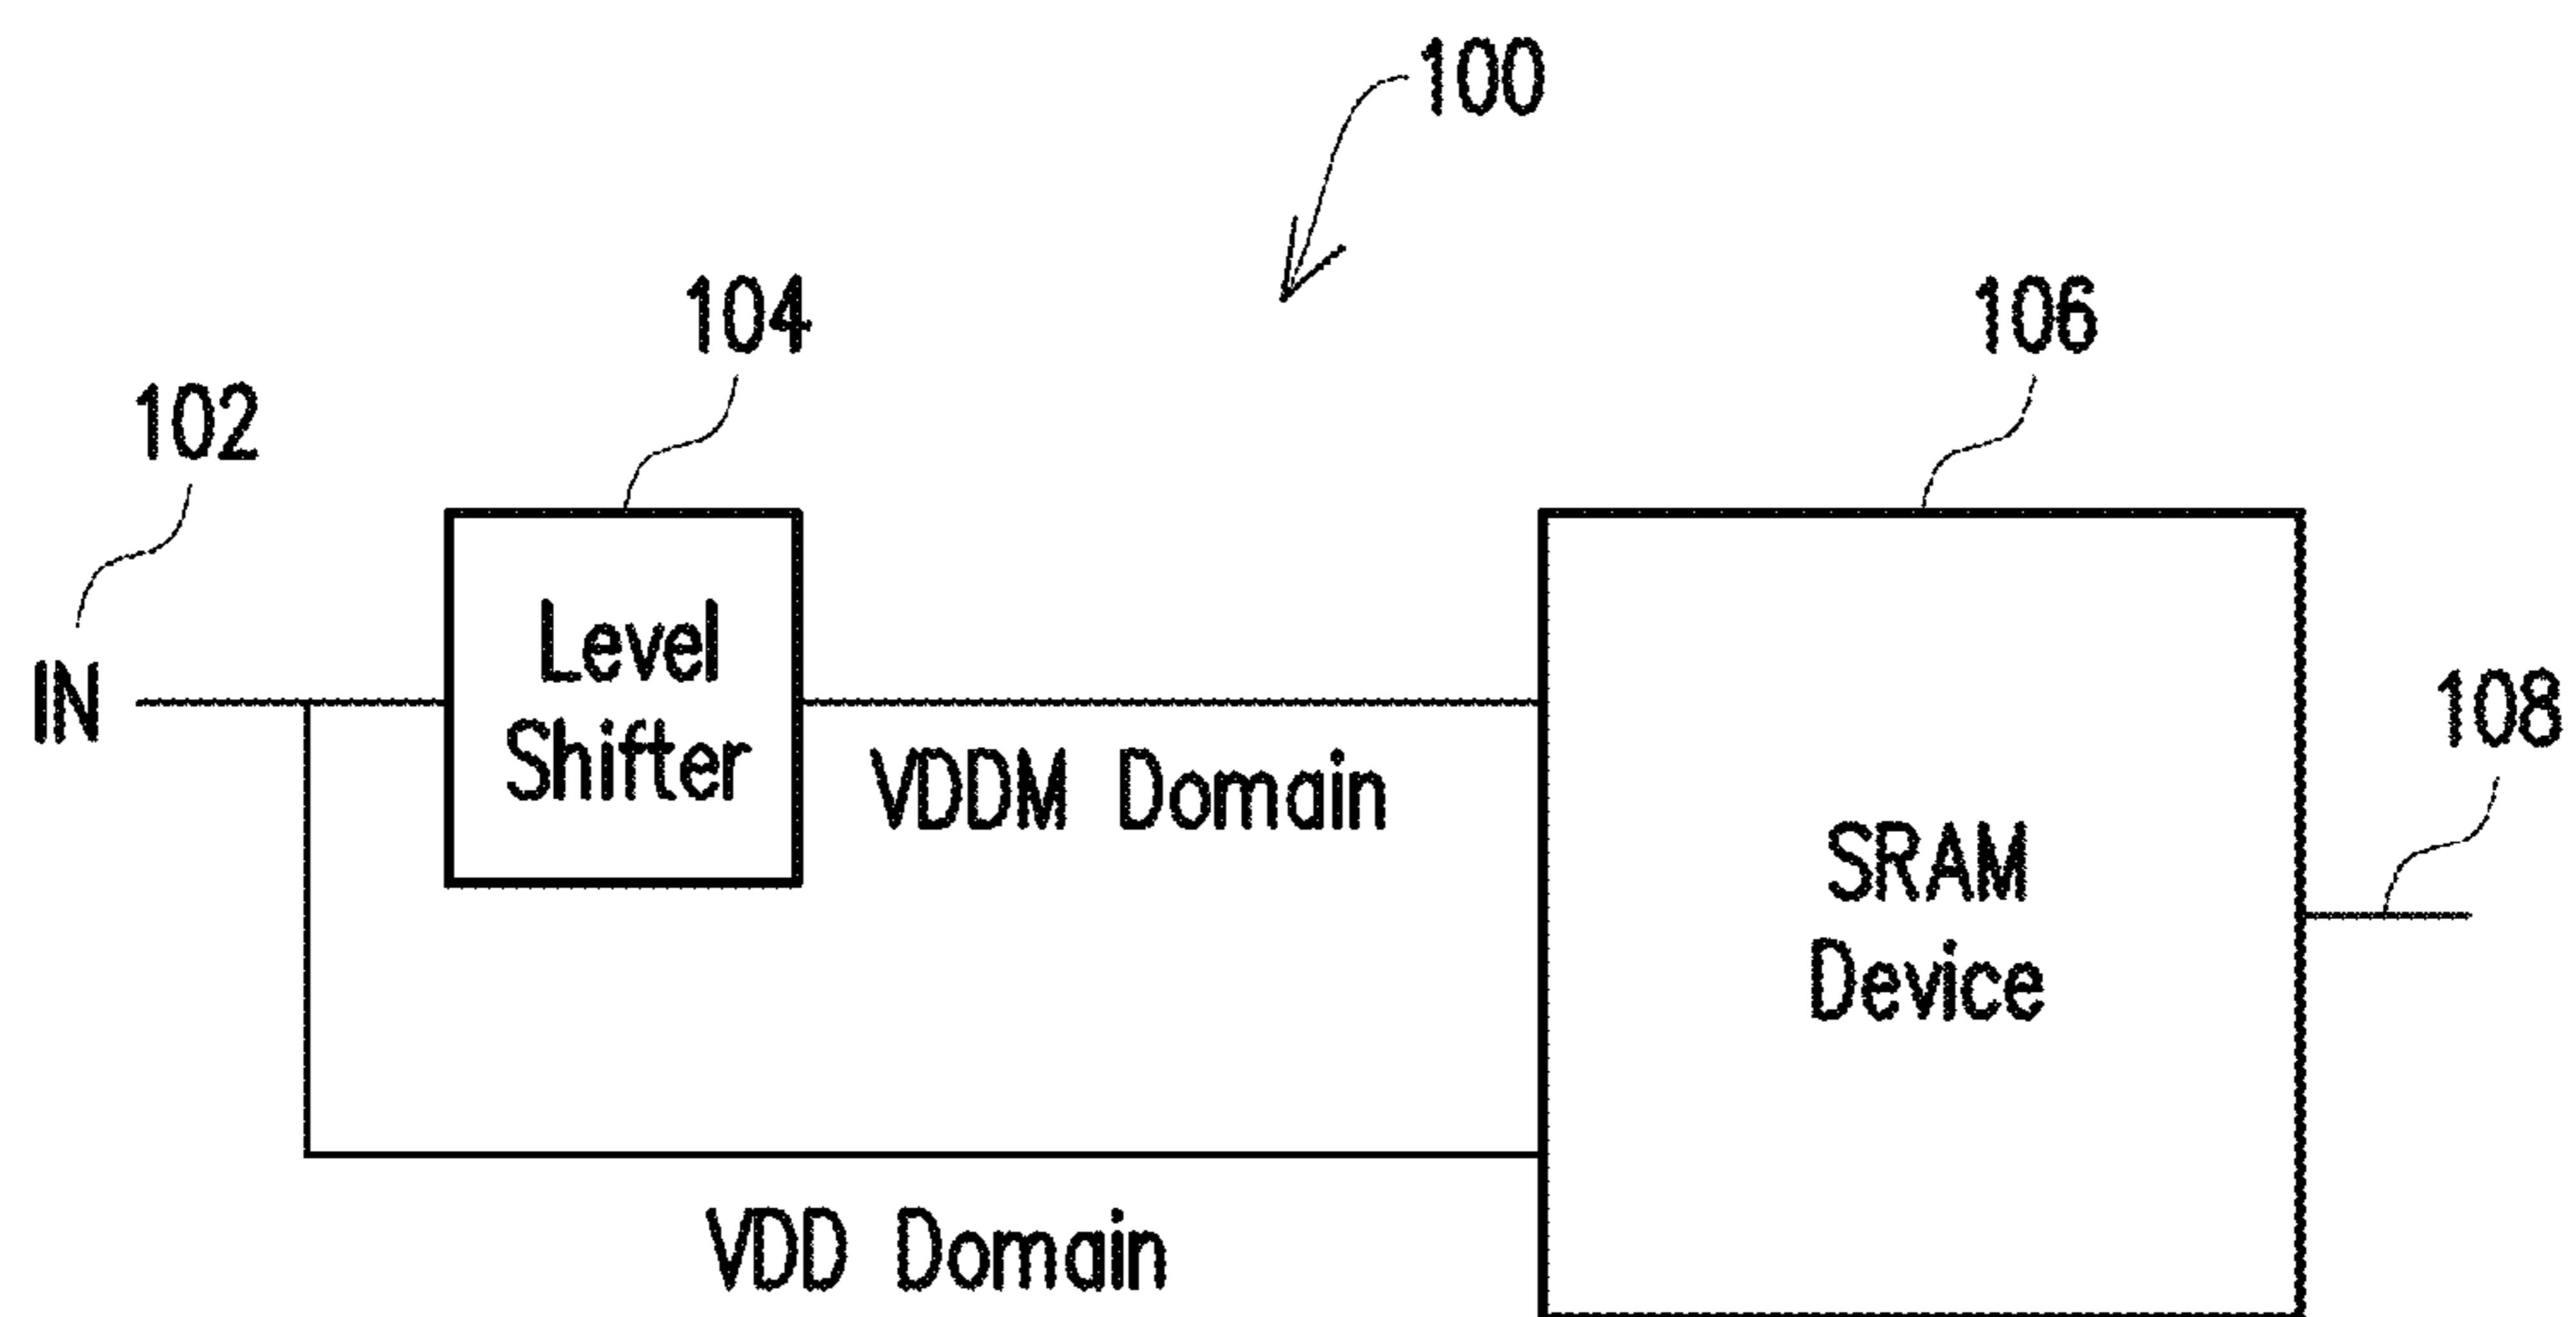 100
104
106
102
Level
Shifter
IN
108
VDDM Domain
SRAM
Device
VDD Domain